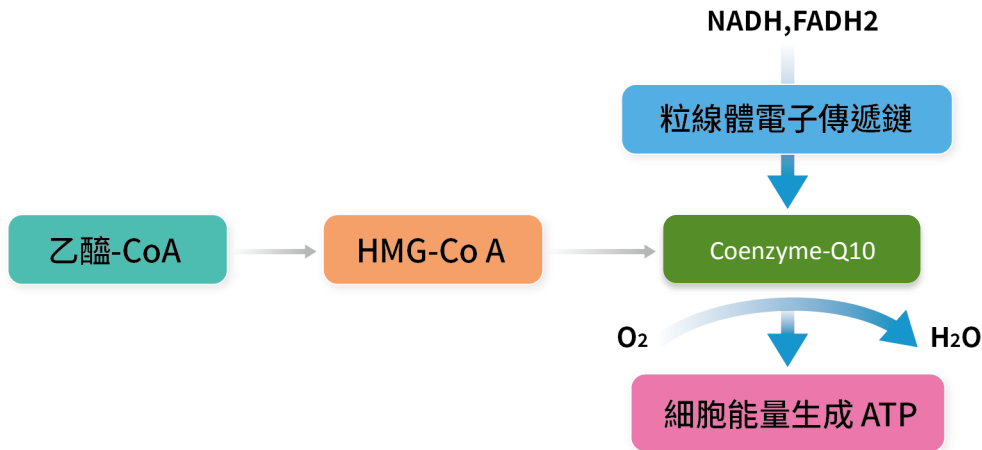 NADH,FADH2
粒線體電子傳遞鏈
乙醯-CoA
HMG-Co A
Coenzyme-Q10
O2
H2O
細胞能量生成 ATP